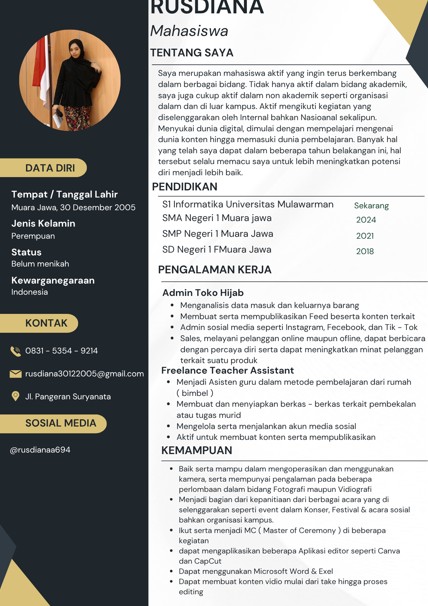 RUSDIANA
Mahasiswa
TENTANG SAYA
Saya merupakan mahasiswa aktif yang ingin terus berkembang
dalam berbagai bidang. Tidak hanya aktif dalam bidang akademik,
saya juga cukup aktif dalam non akademik seperti organisasi
dalam dan di luar kampus. Aktif mengikuti kegiatan yang
diselenggarakan oleh Internal bahkan Nasioanal sekalipun.
Menyukai dunia digital, dimulai dengan mempelajari mengenai
dunia konten hingga memasuki dunia pembelajaran. Banyak hal
yang telah saya dapat dalam beberapa tahun belakangan ini, hal
tersebut selalu memacu saya untuk lebih meningkatkan potensi
diri menjadi lebih baik.
DATA DIRI
Tempat / Tanggal Lahir
Muara Jawa, 30 Desember 2005
Jenis Kelamin
Perempuan
Status
Belum menikah
Kewarganegaraan
Indonesia
KONTAK
0831 - 5354 - 9214
rusdiana30122005@gmail.com
Jl. Pangeran Suryanata
SOSIAL MEDIA
@rusdianaa694
PENDIDIKAN
S1 Informatika Universitas Mulawarman Sekarang
SMA Negeri 1 Muara jawa 2024
SMP Negeri 1 Muara Jawa 2021
SD Negeri 1 FMuara Jawa 2018
PENGALAMAN KERJA
Admin Toko Hijab
• Menganalisis data masuk dan keluarnya barang
• Membuat serta mempublikasikan Feed beserta konten terkait
• Admin sosial media seperti Instagram, Fecebook, dan Tik - Tok
• Sales, melayani pelanggan online maupun ofline, dapat berbicara
dengan percaya diri serta dapat meningkatkan minat pelanggan
terkait suatu produk
Freelance Teacher Assistant
• Menjadi Asisten guru dalam metode pembelajaran dari rumah
( bimbel )
• Membuat dan menyiapkan berkas - berkas terkait pembekalan
atau tugas murid
• Mengelola serta menjalankan akun media sosial
• Aktif untuk membuat konten serta mempublikasikan
KEMAMPUAN
• Baik serta mampu dalam mengoperasikan dan menggunakan
kamera, serta mempunyai pengalaman pada beberapa
perlombaan dalam bidang Fotografi maupun Vidiografi
• Menjadi bagian dari kepanitiaan dari berbagai acara yang di
selenggarakan seperti event dalam Konser, Festival & acara sosial
bahkan organisasi kampus.
• Ikut serta menjadi MC ( Master of Ceremony ) di beberapa
kegiatan
• dapat mengaplikasikan beberapa Aplikasi editor seperti Canva
dan CapCut
• Dapat menggunakan Microsoft Word & Exel
• Dapat membuat konten vidio mulai dari take hingga proses
editing